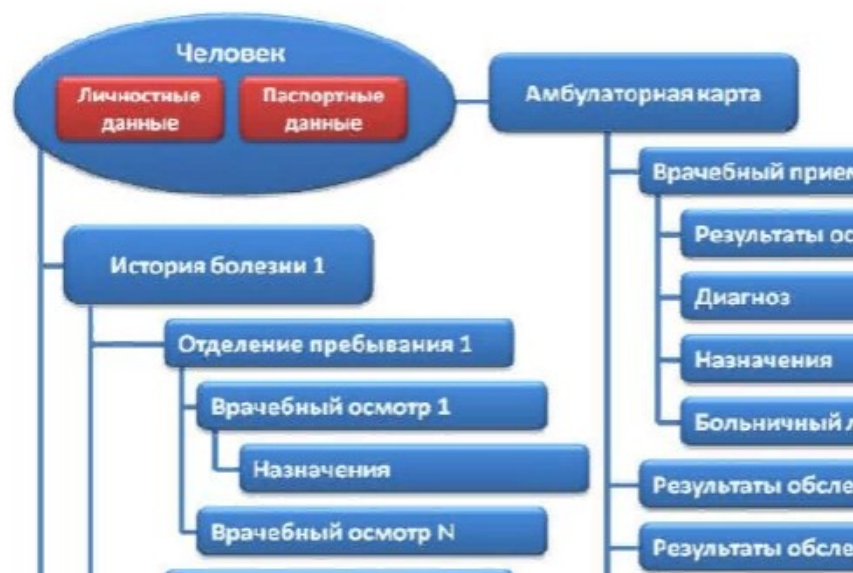 Человек
Личностные
данные
Паспортные
данные
Амбулаторная карта
Врачебный прием
Результаты ос
Диагноз
Назначения
Больничный л
Результаты обсле
Результаты обсле
История болезни 1
Отделение пребывания 1
Врачебный осмотр 1
Назначения
Врачебный осмотр N